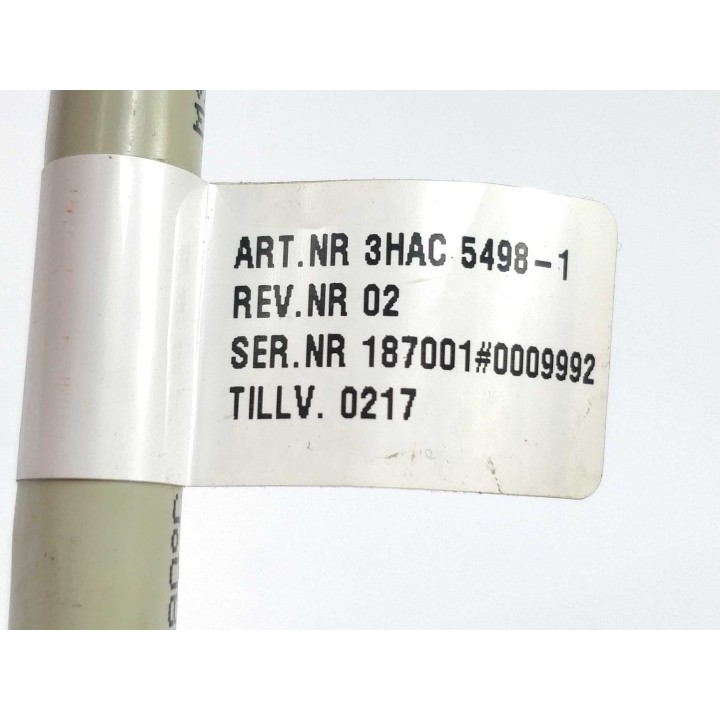 ART.NR 3HAC 5498-1
REV.NR 02
SER.NR 187001#0009992
TILLV. 0217